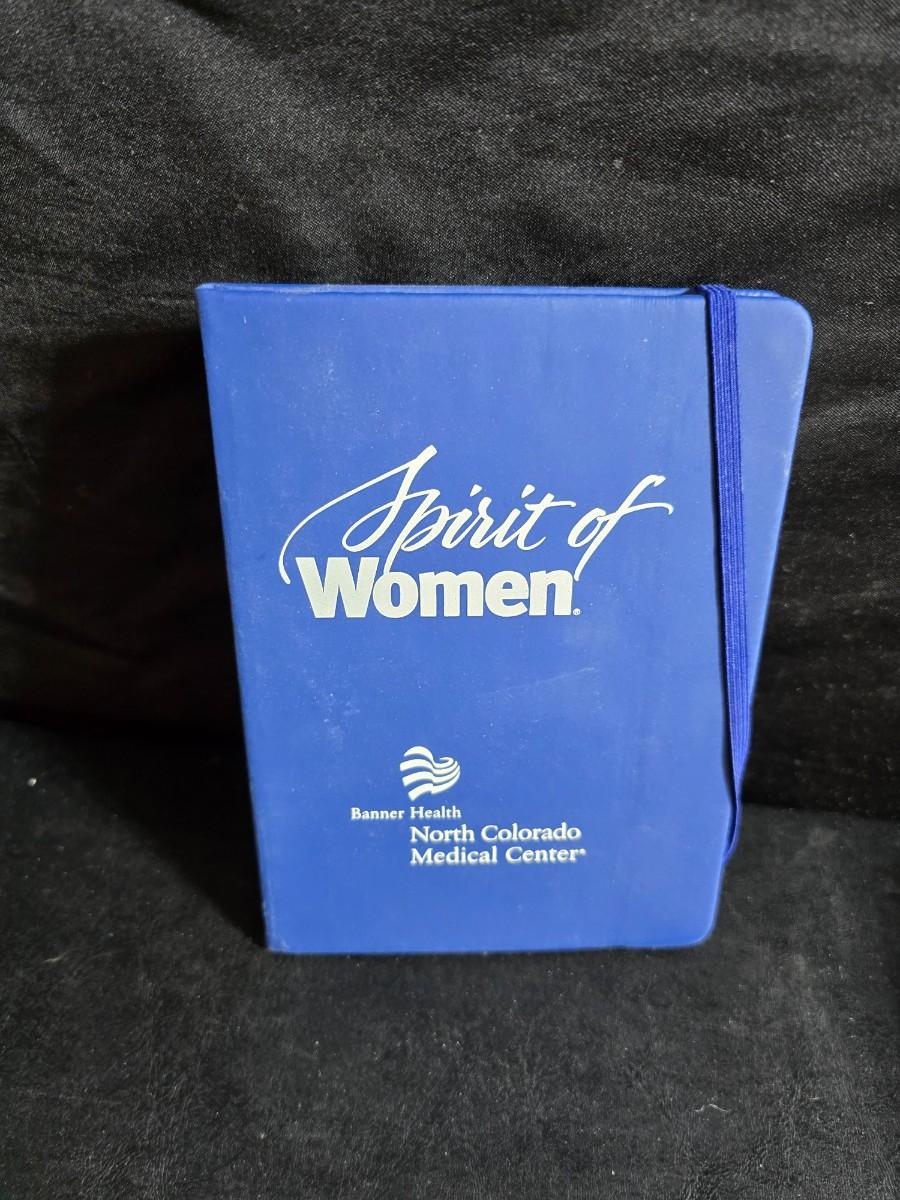 Spirit of
Women®
Banner Health
North Colorado
Medical Center